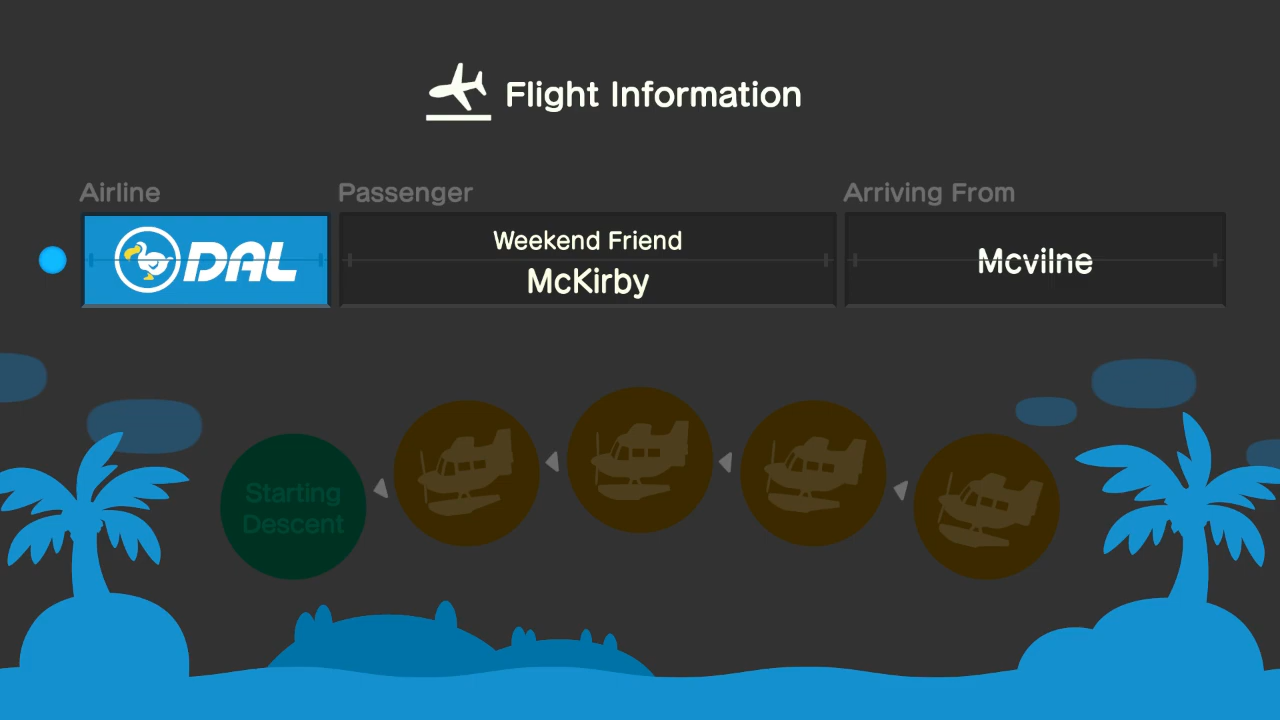 Flight Information
Airline
Passenger
Arriving From
DAL
Weekend Friend
McKirby
Mcvilne
Starting
Descent